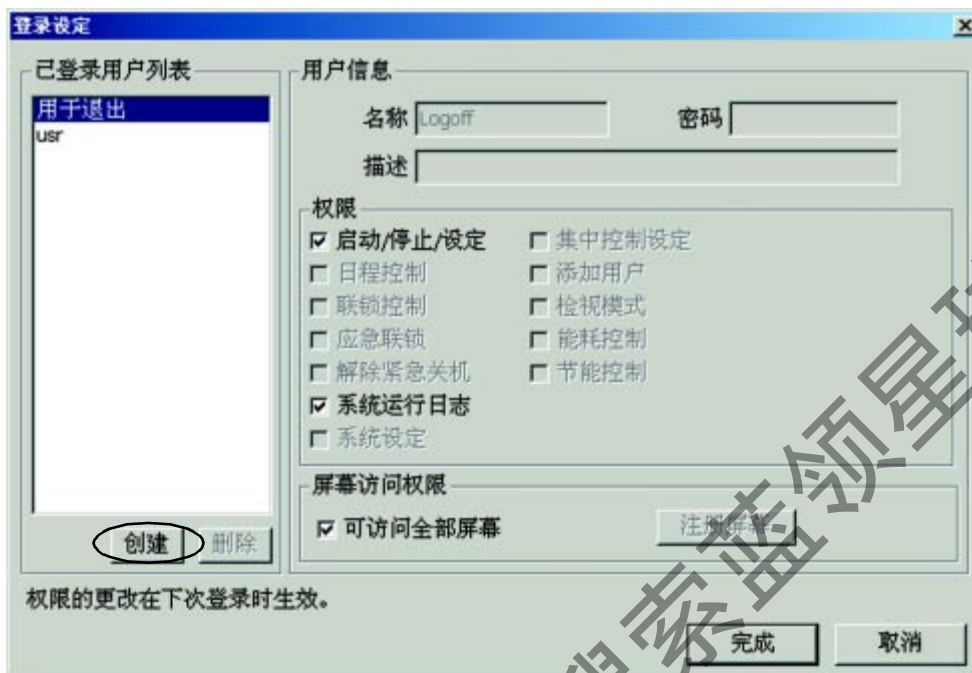 登录设定
已登录用户列表
用于退出
usr
创建 删除
用户信息
名称 Logoff 密码
描述
权限
启动/停止/设定 集中控制设定
日程控制 添加用户
联锁控制 检视模式
应急联锁 能耗控制
解除紧急关机 节能控制
系统运行日志
系统设定
屏幕访问权限
可访问全部屏幕 注册屏幕
权限的更改在下次登录时生效。
完成 取消
搜索蓝领星球